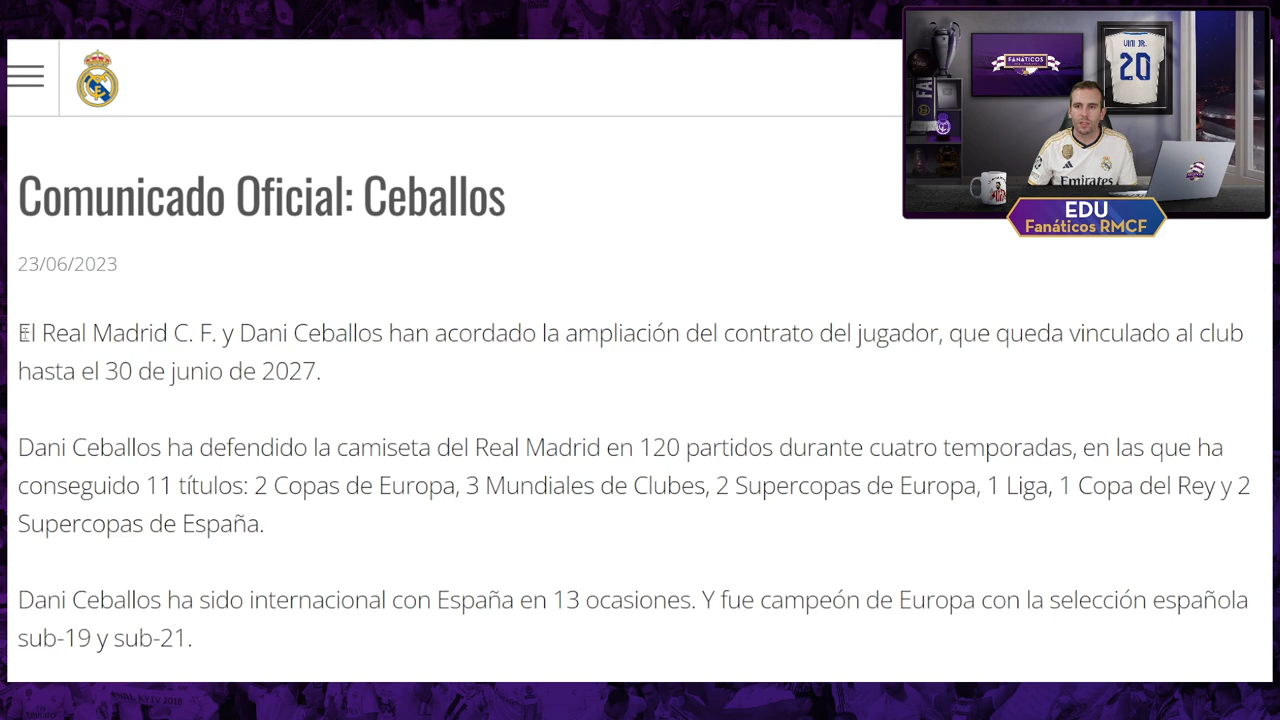 Comunicado Oficial: Ceballos
23/06/2023
El Real Madrid C. F. y Dani Ceballos han acordado la ampliación del contrato del jugador, que queda vinculado al club
hasta el 30 de junio de 2027.
Dani Ceballos ha defendido la camiseta del Real Madrid en 120 partidos durante cuatro temporadas, en las que ha
conseguido 11 títulos: 2 Copas de Europa, 3 Mundiales de Clubes, 2 Supercopas de Europa, 1 Liga, 1 Copa del Rey y 2
Supercopas de España.
Dani Ceballos ha sido internacional con España en 13 ocasiones. Y fue campeón de Europa con la selección española
sub-19 y sub-21.
FANÁTICOS
VINI JR.
20
FA
Emirates
EDU
Fanáticos RMCF
KYIV 2018